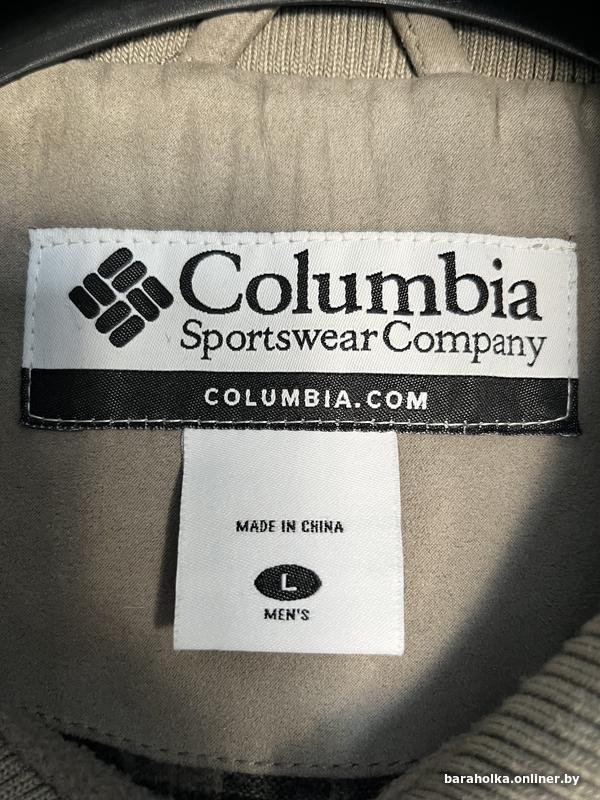 Columbia
Sportswear Company
COLUMBIA.COM
MADE IN CHINA
L
MEN'S
baraholka.onliner.by